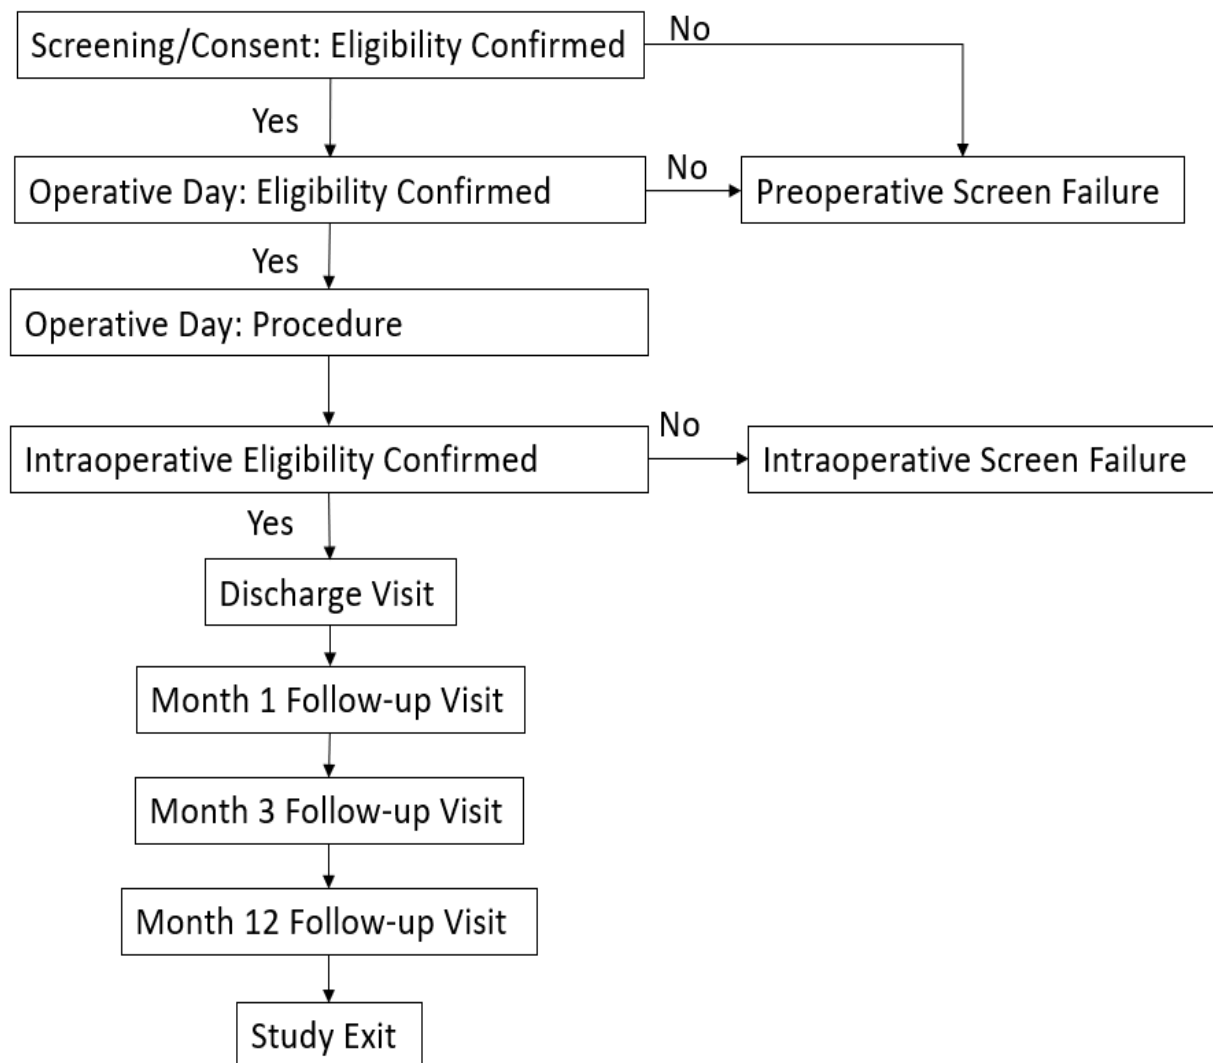 Screening/Consent: Eligibility Confirmed
No
Yes
Operative Day: Eligibility Confirmed
No
Preoperative Screen Failure
Yes
Operative Day: Procedure
Intraoperative Eligibility Confirmed
No
Intraoperative Screen Failure
Yes
Discharge Visit
Month 1 Follow-up Visit
Month 3 Follow-up Visit
Month 12 Follow-up Visit
Study Exit